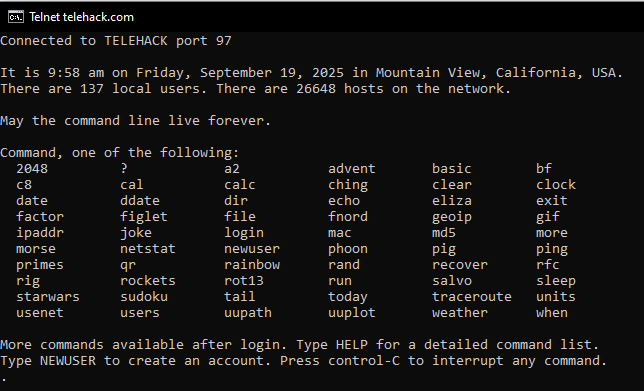 Telnet telehack.com
Connected to TELEHACK port 97
It is 9:58 am on Friday, September 19, 2025 in Mountain View, California, USA.
There are 137 local users. There are 26648 hosts on the network.
May the command line live forever.
Command, one of the following:
2048 ? a2 advent basic bf
c8 cal calc ching clear clock
date ddate dir echo eliza exit
factor figlet file fnord geoip gif
ipaddr joke login mac md5 more
morse netstat newuser phoon pig ping
primes qr rainbow rand recover rfc
rig rockets rot13 run salvo sleep
starwars sudoku tail today traceroute units
usenet users uupath uuplot weather when
More commands available after login. Type HELP for a detailed command list.
Type NEWUSER to create an account. Press control-C to interrupt any command.
.